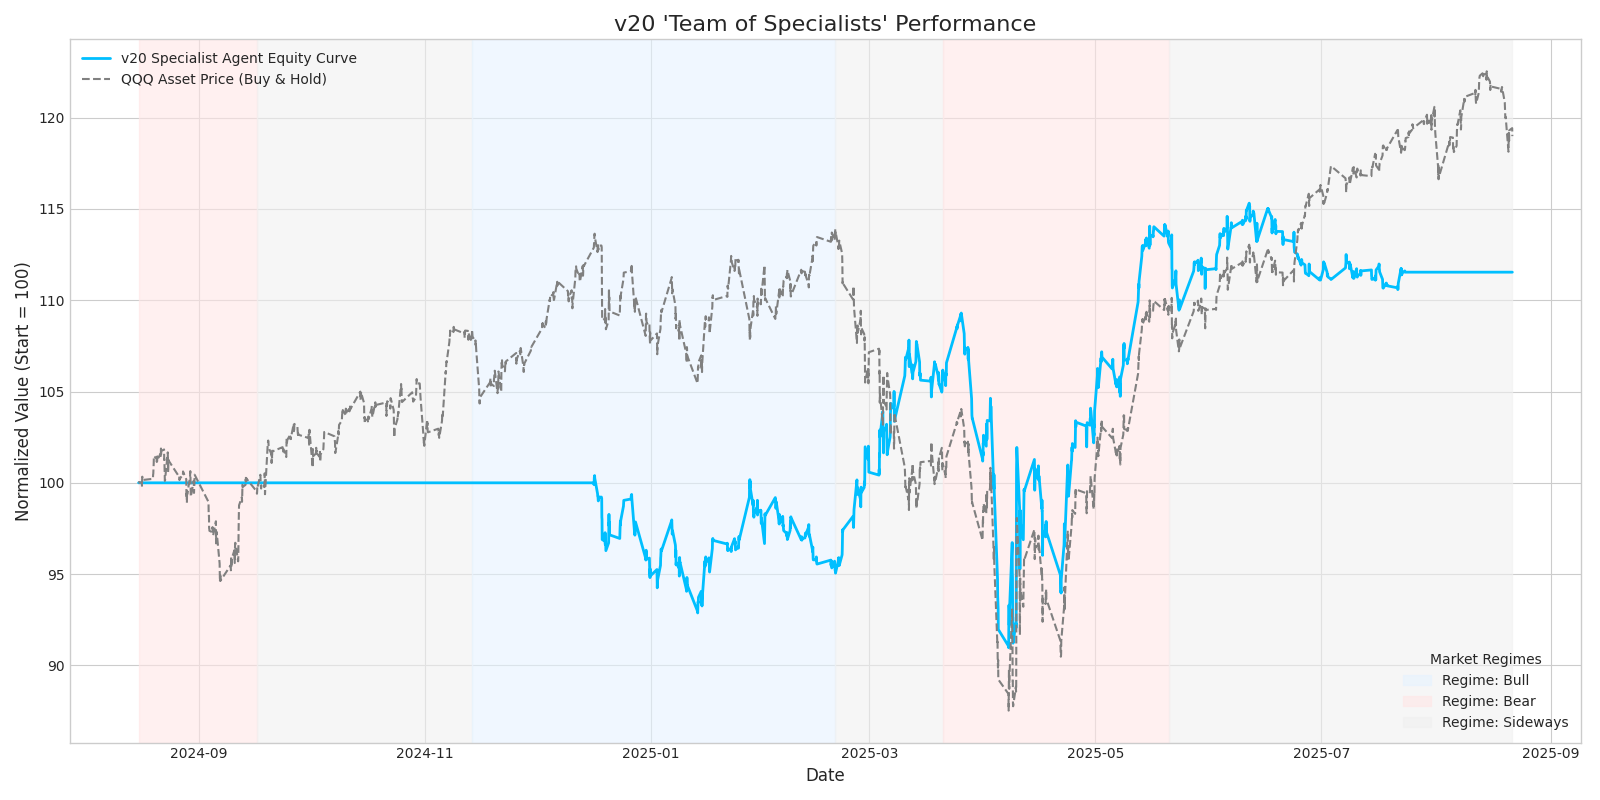 v20 'Team of Specialists' Performance
v20 Specialist Agent Equity Curve
QQQ Asset Price (Buy & Hold)
Normalized Value (Start = 100)
120
115
110
105
100
95
90
Market Regimes
Regime: Bull
Regime: Bear
Regime: Sideways
2024-09 2024-11 2025-01 2025-03 2025-05 2025-07 2025-09
Date